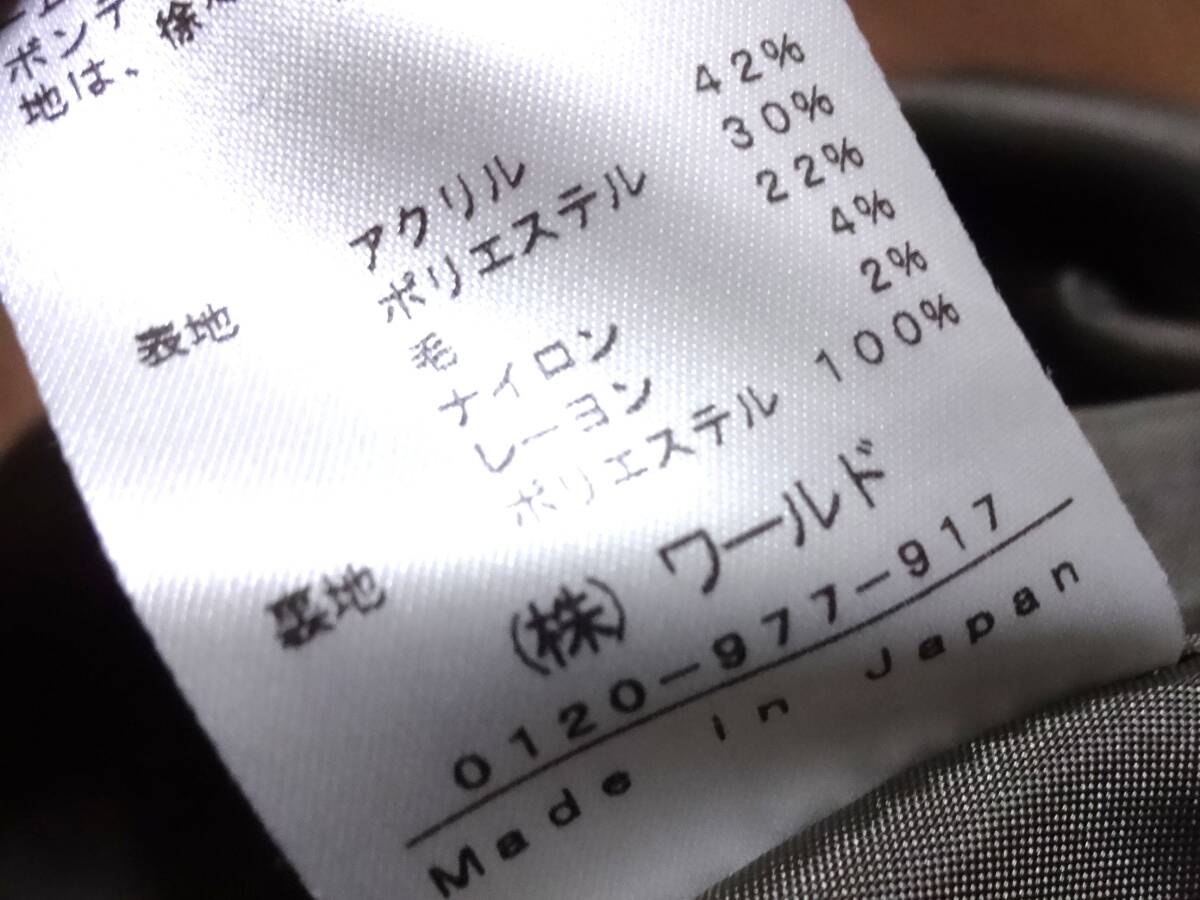 ボンデ
地は、徐
表地 アクリル 42%
ポリエステル 30%
毛 22%
ナイロン 4%
レーヨン 2%
裏地 ポリエステル 100%
(株) ワールド
0120-977-917
Made in Japan